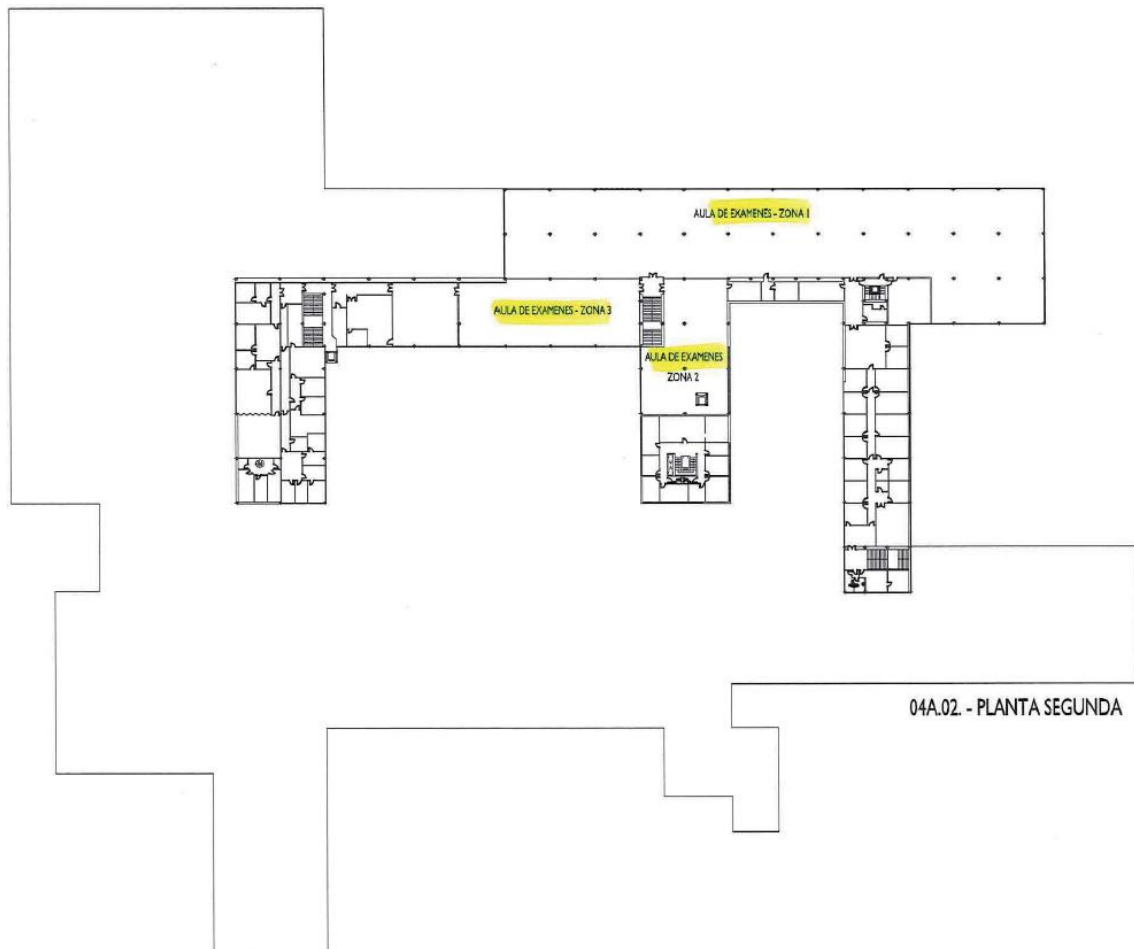 AULA DE EXAMENES - ZONA 1
AULA DE EXAMENES - ZONA 3
AULA DE EXAMENES
ZONA 2
04A.02. - PLANTA SEGUNDA